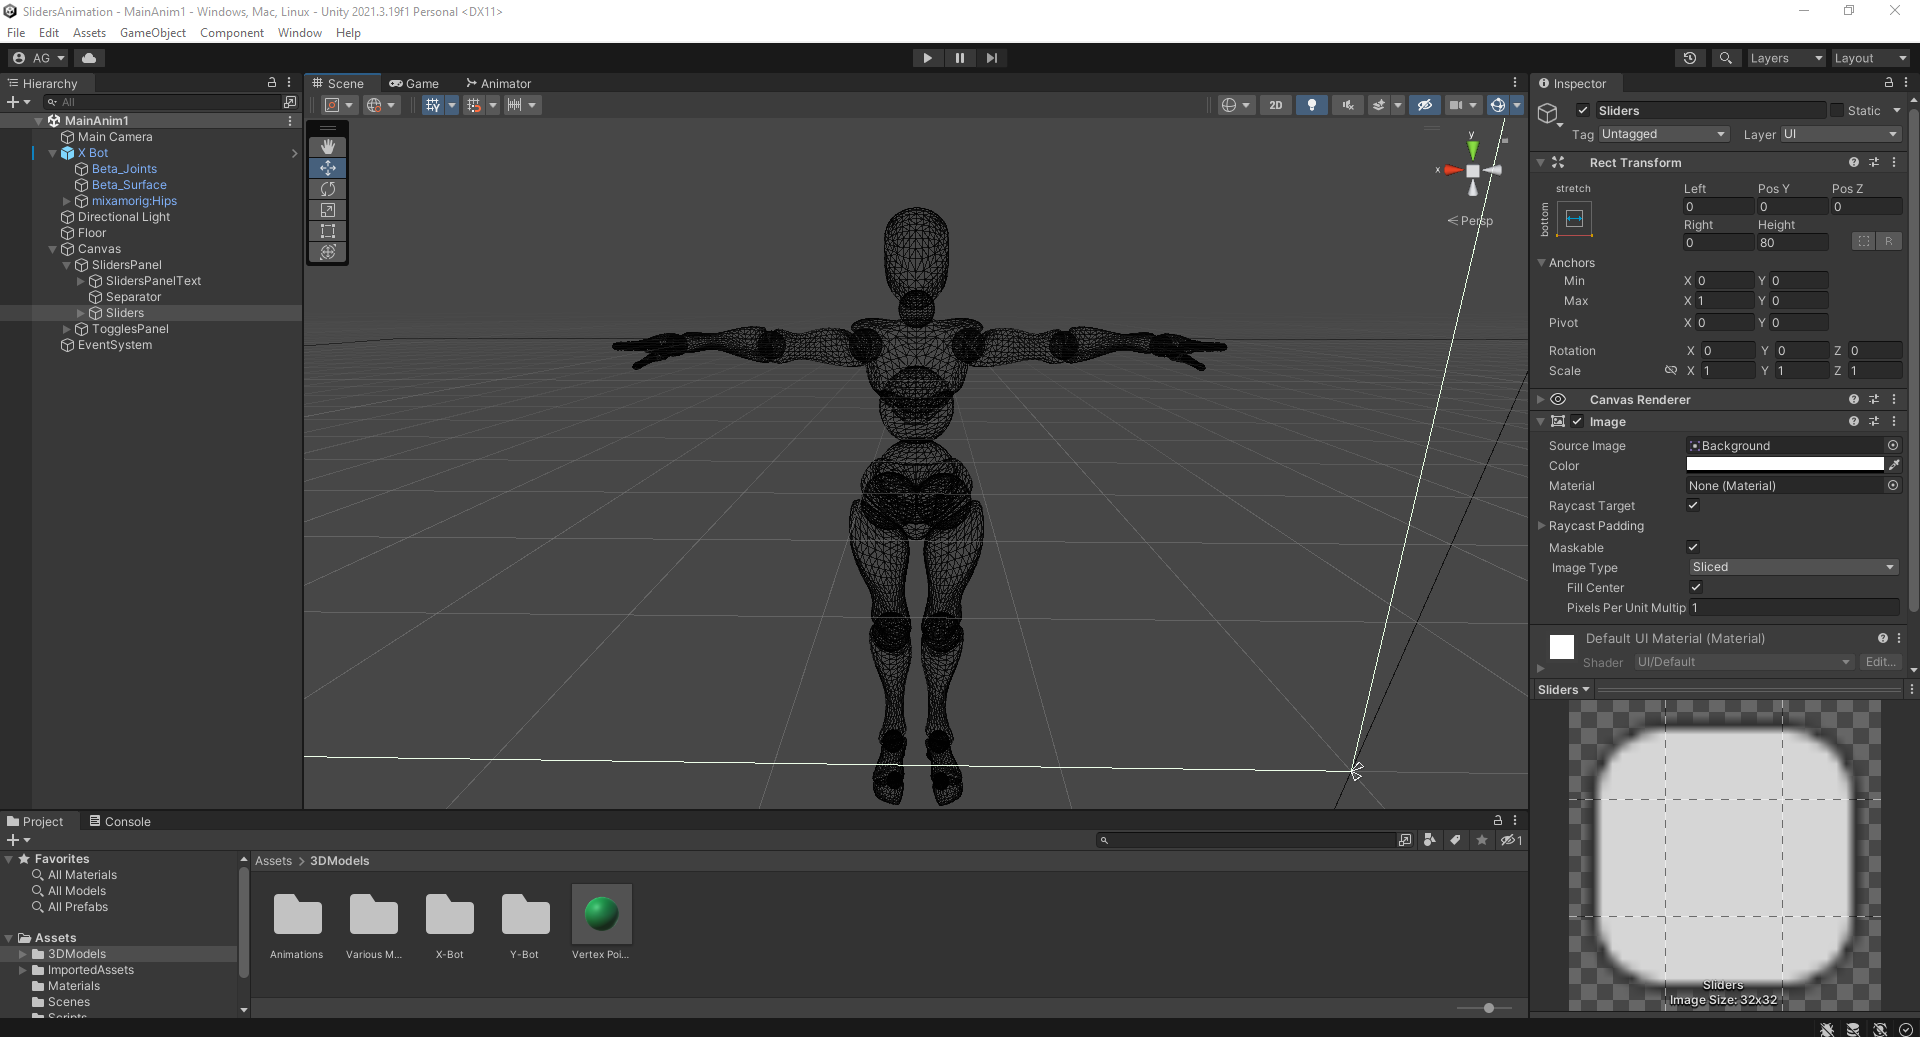 SlidersAnimation - MainAnim1 - Windows, Mac, Linux - Unity 2021.3.19f1 Personal <DX11>
File Edit Assets GameObject Component Window Help
AG Layers Layout
Hierarchy
All
MainAnim1
Main Camera
X Bot
Beta_Joints
Beta_Surface
mixamorig:Hips
Directional Light
Floor
Canvas
SlidersPanel
SlidersPanelText
Separator
Sliders
TogglesPanel
EventSystem
Scene Game Animator
2D
y
x
Persp
Inspector
Sliders Static
Tag Untagged Layer UI
Rect Transform
stretch
bottom
Left Pos Y Pos Z
0 0 0
Right Height
0 80 R
Anchors
Min X 0 Y 0
Max X 1 Y 0
Pivot X 0 Y 0
Rotation X 0 Y 0 Z 0
Scale X 1 Y 1 Z 1
Canvas Renderer
Image
Source Image Background
Color
Material None (Material)
Raycast Target
Raycast Padding
Maskable
Image Type Sliced
Fill Center
Pixels Per Unit Multip 1
Default UI Material (Material)
Shader UI/Default Edit...
Sliders
Sliders
Image Size: 32x32
Project Console
1
Favorites
All Materials
All Models
All Prefabs
Assets
3DModels
ImportedAssets
Materials
Scenes
Scripts
Assets > 3DModels
Animations Various M... X-Bot Y-Bot Vertex Poi...